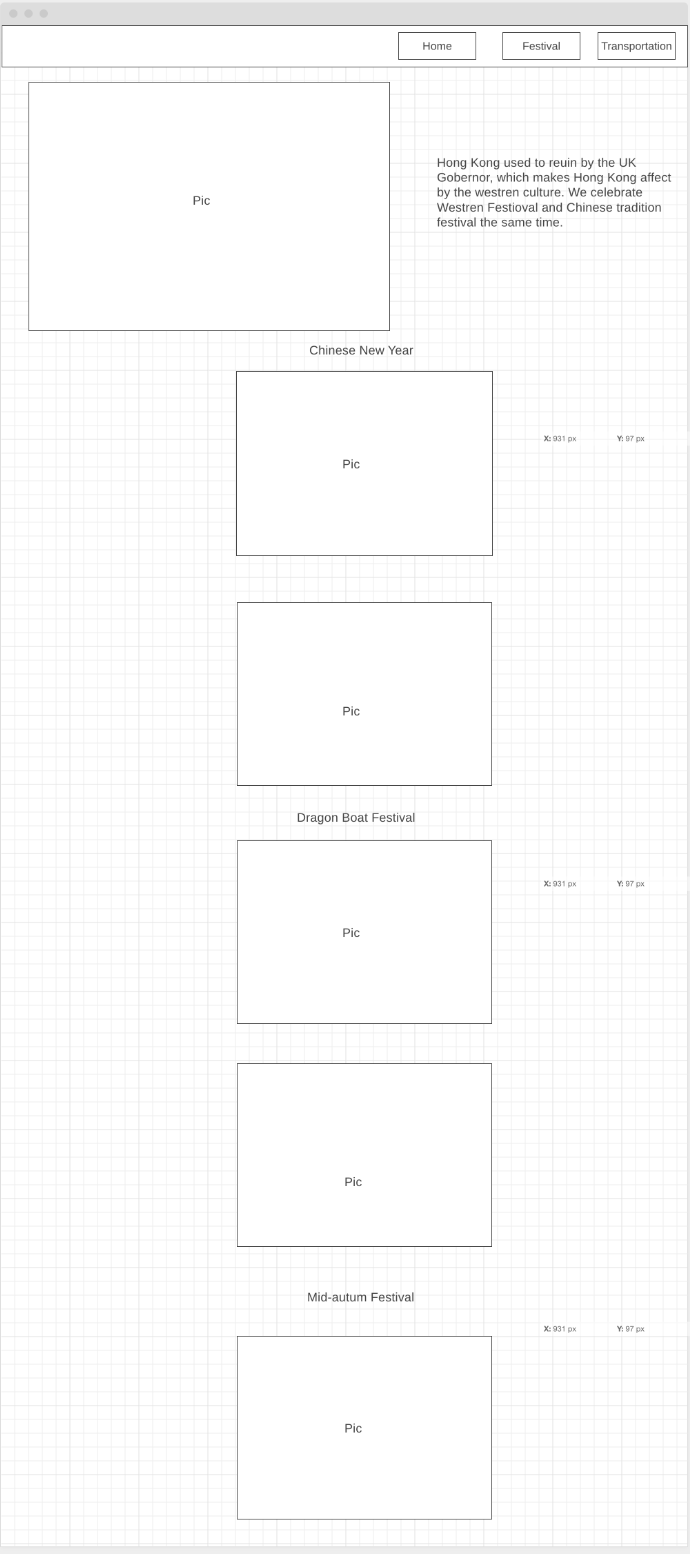 Home Festival Transportation
Pic
Hong Kong used to reuin by the UK
Gobernor, which makes Hong Kong affect
by the westren culture. We celebrate
Westren Festioval and Chinese tradition
festival the same time.
Chinese New Year
Pic
X: 931 px Y: 97 px
Pic
Dragon Boat Festival
Pic
X: 931 px Y: 97 px
Pic
Mid-autum Festival
X: 931 px Y: 97 px
Pic